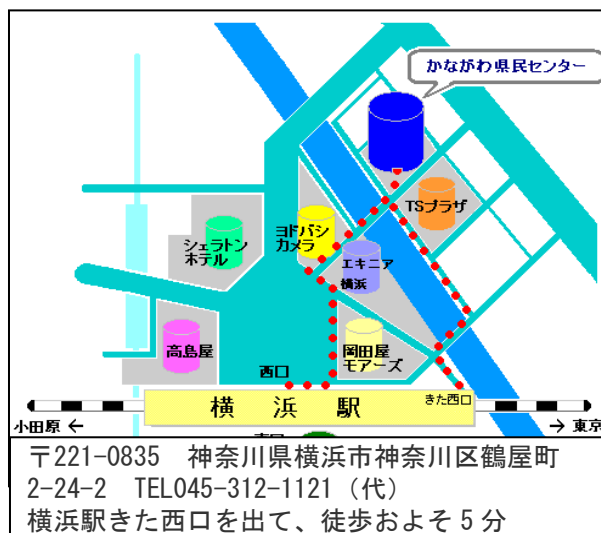 かながわ県民センター
TSプラザ
ヨドバシ
カメラ
シェラトン
ホテル
エキニア
横浜
高島屋
岡田屋
モアーズ
西口
きた西口
横 浜 駅
小田原 ←
→ 東京
〒221-0835 神奈川県横浜市神奈川区鶴屋町
2-24-2 TEL045-312-1121（代）
横浜駅きた西口を出て、徒歩およそ 5 分